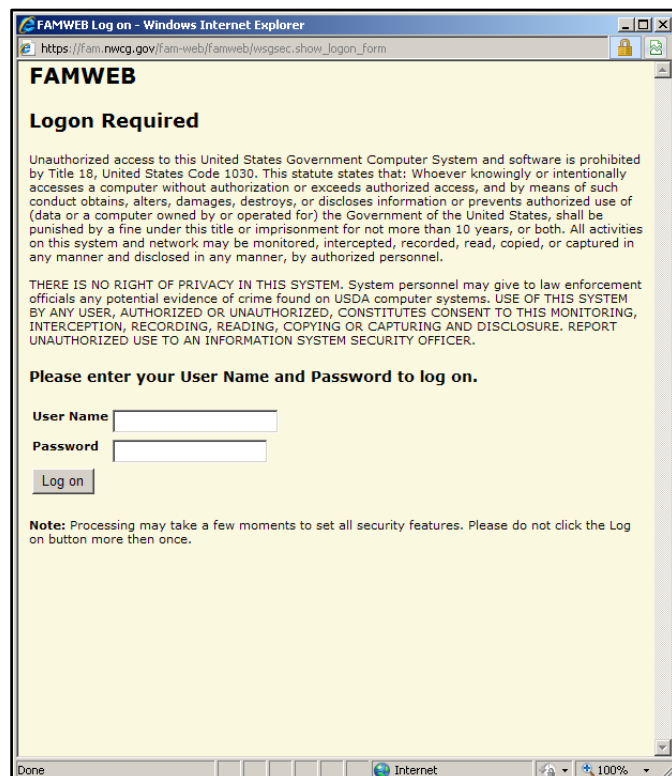 FAMWEB Log on - Windows Internet Explorer
https://fam.nwcg.gov/fam-web/famweb/wsgsec.show_logon_form
FAMWEB
Logon Required
Unauthorized access to this United States Government Computer System and software is prohibited
by Title 18, United States Code 1030. This statute states that: Whoever knowingly or intentionally
accesses a computer without authorization or exceeds authorized access, and by means of such
conduct obtains, alters, damages, destroys, or discloses information or prevents authorized use of
(data or a computer owned by or operated for) the Government of the United States, shall be
punished by a fine under this title or imprisonment for not more than 10 years, or both. All activities
on this system and network may be monitored, intercepted, recorded, read, copied, or captured in
any manner and disclosed in any manner, by authorized personnel.
THERE IS NO RIGHT OF PRIVACY IN THIS SYSTEM. System personnel may give to law enforcement
officials any potential evidence of crime found on USDA computer systems. USE OF THIS SYSTEM
BY ANY USER, AUTHORIZED OR UNAUTHORIZED, CONSTITUTES CONSENT TO THIS MONITORING,
INTERCEPTION, RECORDING, READING, COPYING OR CAPTURING AND DISCLOSURE. REPORT
UNAUTHORIZED USE TO AN INFORMATION SYSTEM SECURITY OFFICER.
Please enter your User Name and Password to log on.
User Name
Password
Log on
Note: Processing may take a few moments to set all security features. Please do not click the Log
on button more then once.
Done
Internet
100%